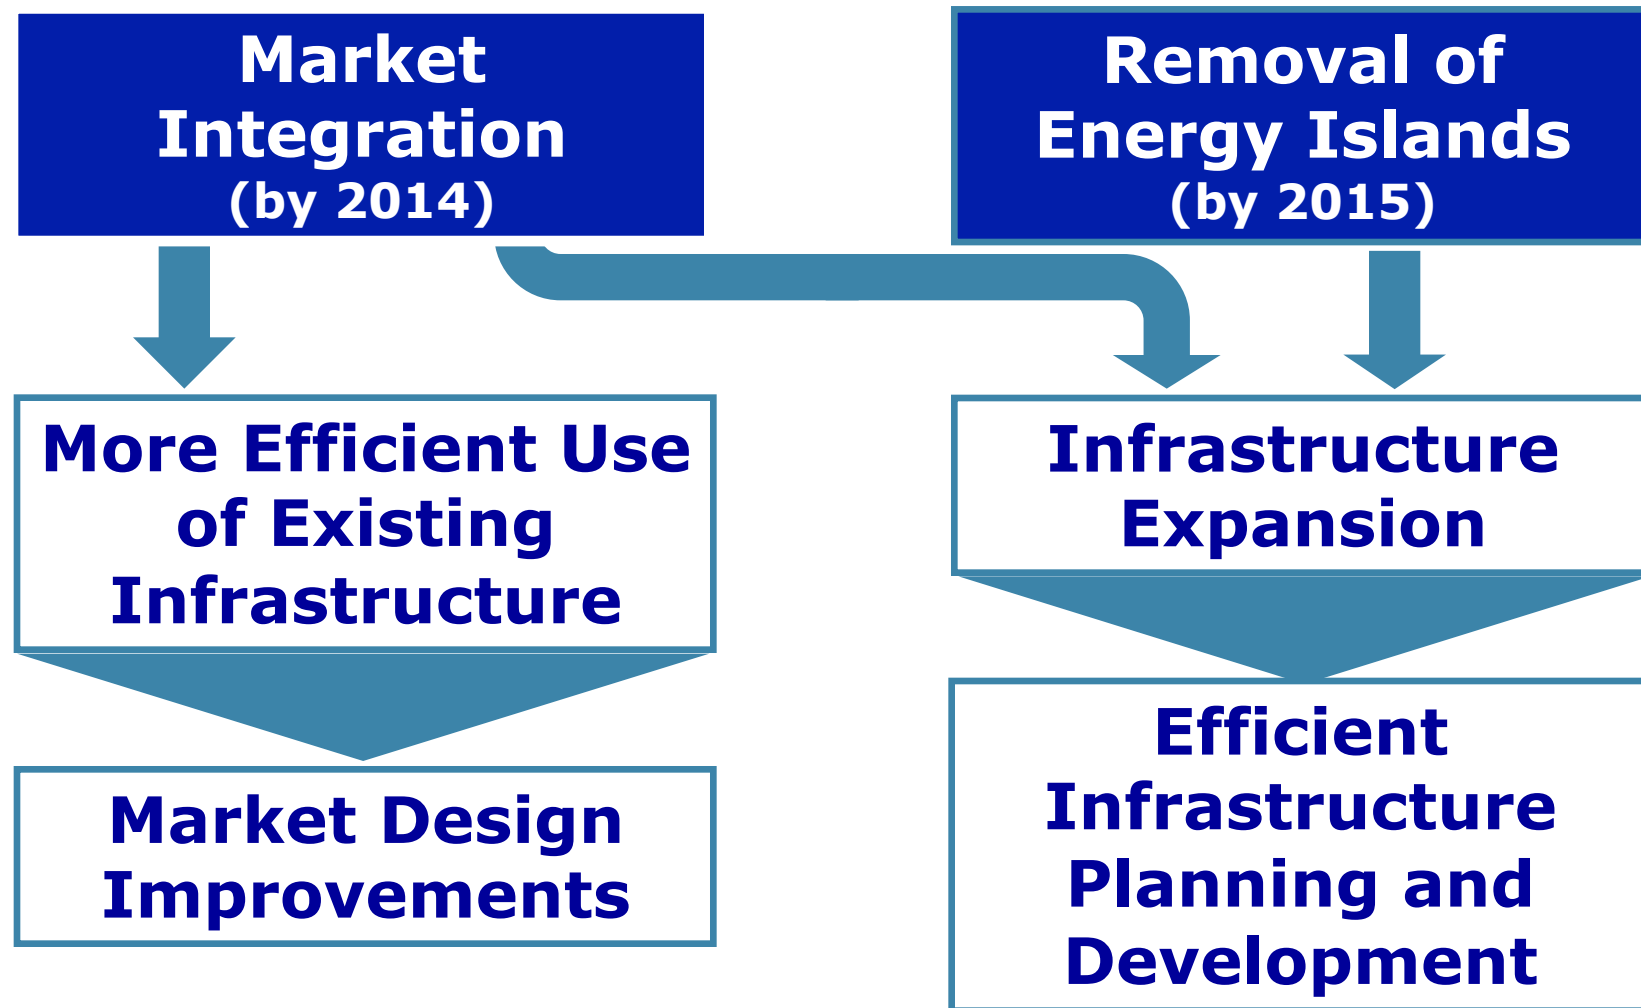 Market
Integration
(by 2014)
Removal of
Energy Islands
(by 2015)
More Efficient Use
of Existing
Infrastructure
Infrastructure
Expansion
Market Design
Improvements
Efficient
Infrastructure
Planning and
Development